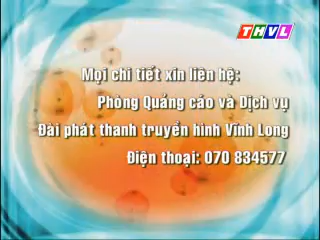 THVL
Mọi chi tiết xin liên hệ:
Phòng Quảng cáo và Dịch vụ
Đài phát thanh truyền hình Vĩnh Long
Điện thoại: 070 834577